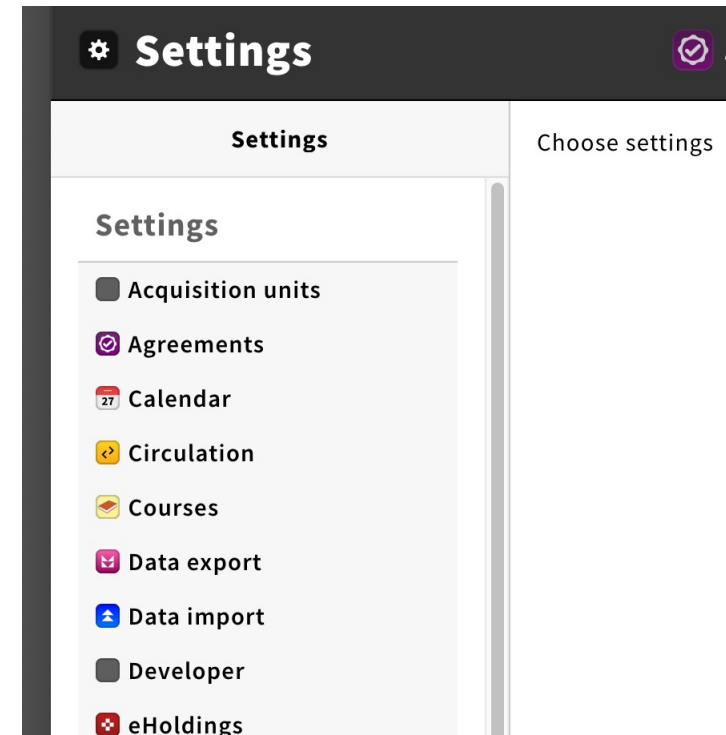 Settings
Settings
Choose settings
Settings
Acquisition units
Agreements
27
Calendar
Circulation
Courses
Data export
Data import
Developer
eHoldings